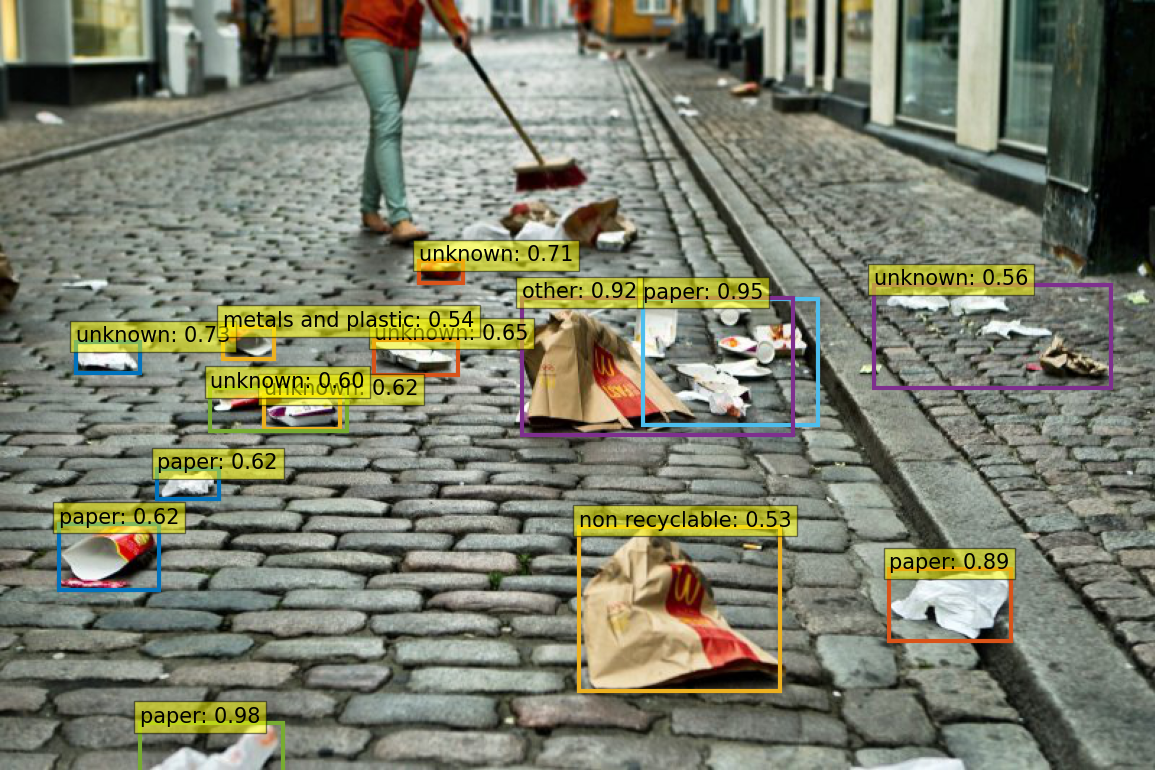 unknown: 0.71
unknown: 0.56
other: 0.92
paper: 0.95
metals and plastic: 0.54
unknown: 0.73
unknown: 0.65
unknown: 0.60
unknown: 0.62
paper: 0.62
paper: 0.62
non recyclable: 0.53
paper: 0.89
paper: 0.98